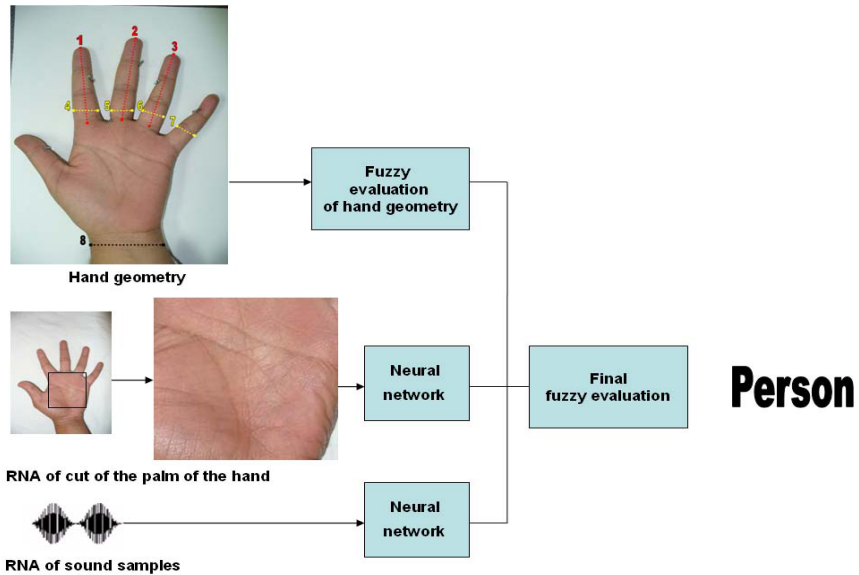 1
2
3
4
5
6
7
8
Hand geometry
Fuzzy
evaluation
of hand geometry
Neural
network
Final
fuzzy evaluation
Person
RNA of cut of the palm of the hand
Neural
network
RNA of sound samples